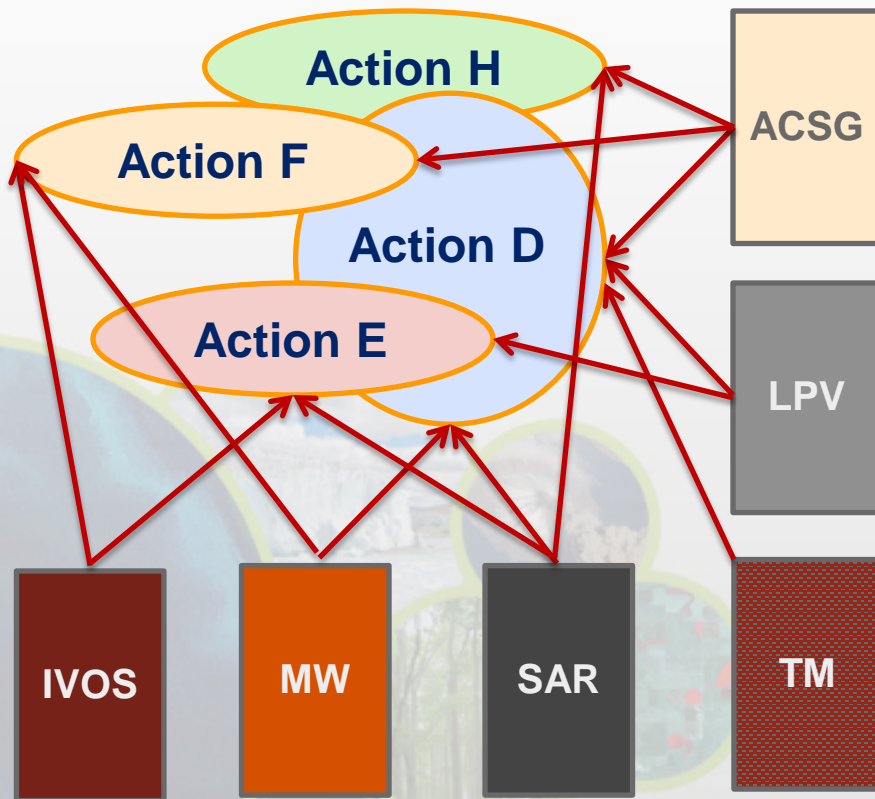 Action H
ACSG
Action F
Action D
Action E
LPV
IVOS
MW
SAR
TM